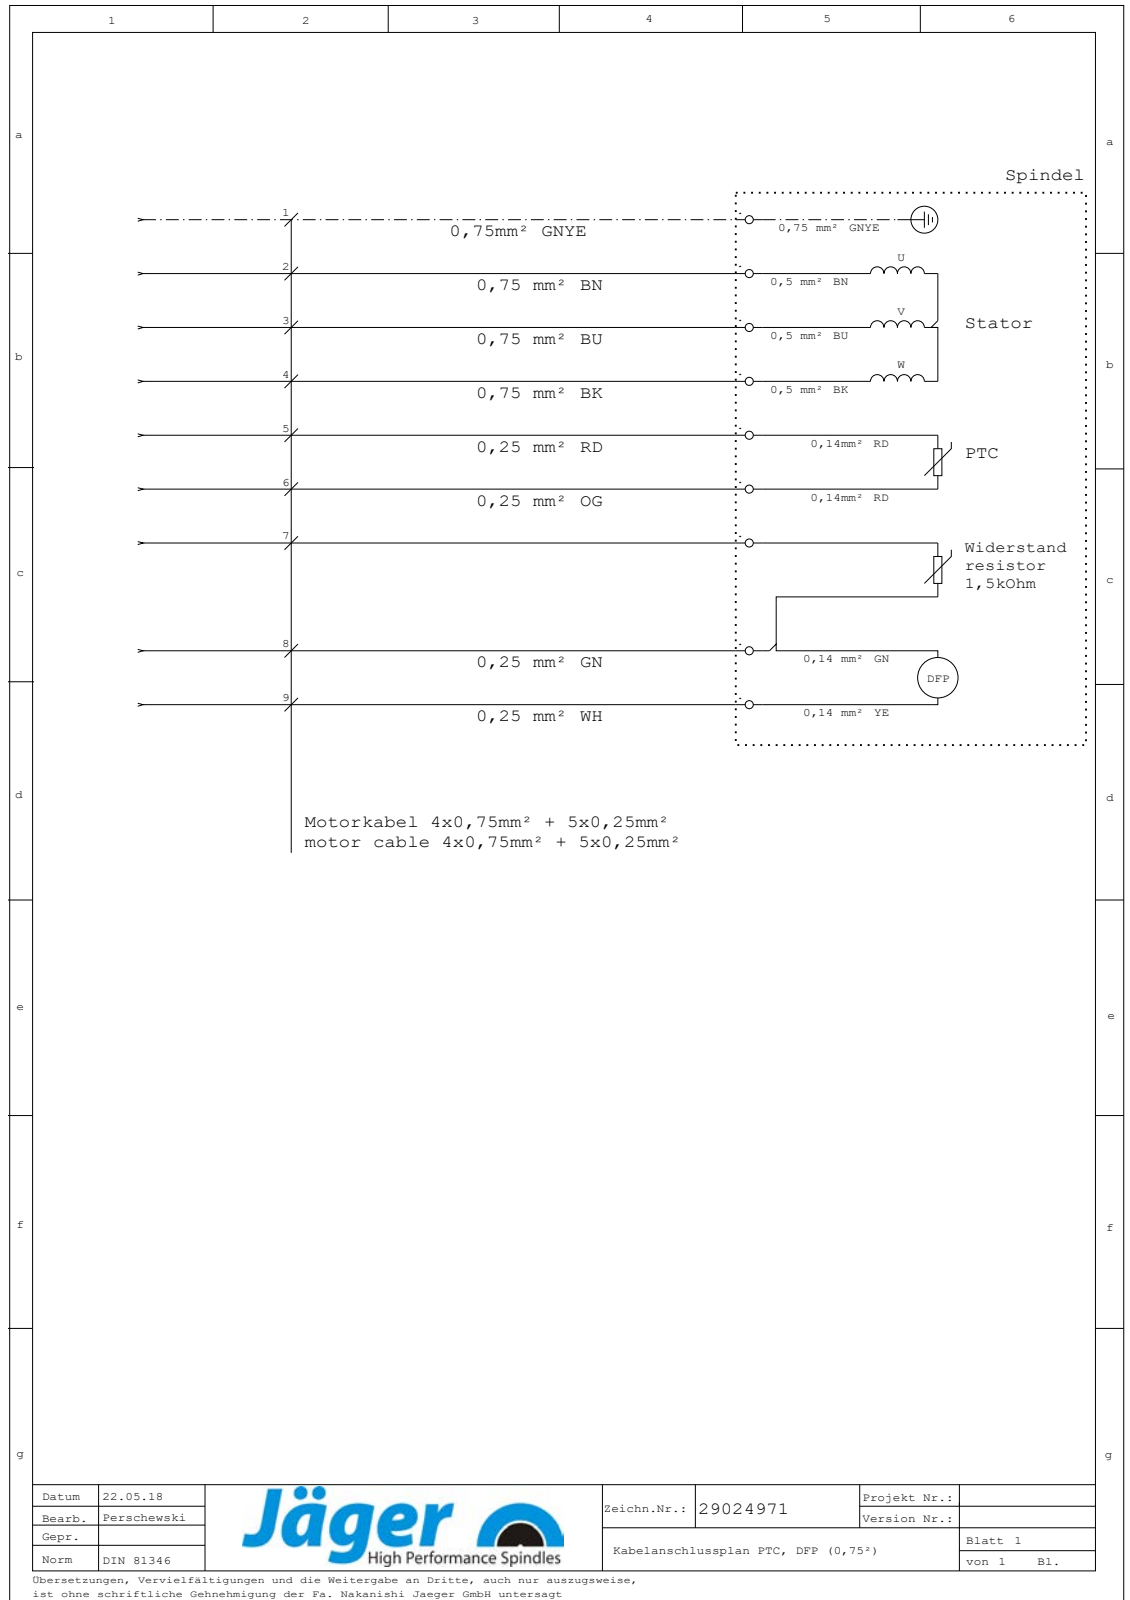 1 2 3 4 5 6
a a
Spindel
1
0,75mm² GNYE
0,75 mm² GNYE
2
0,75 mm² BN
0,5 mm² BN
U
3
0,75 mm² BU
0,5 mm² BU
V
Stator
b b
4
0,75 mm² BK
0,5 mm² BK
W
5
0,25 mm² RD
0,14mm² RD
PTC
6
0,25 mm² OG
0,14mm² RD
7
Widerstand
resistor
1,5kOhm
c c
8
0,25 mm² GN
0,14 mm² GN
DFP
9
0,25 mm² WH
0,14 mm² YE
d d
Motorkabel 4x0,75mm² + 5x0,25mm²
motor cable 4x0,75mm² + 5x0,25mm²
e e
f f
g g
Datum 22.05.18
Bearb. Perschewski
Gepr.
Norm DIN 81346
Jäger
High Performance Spindles
Zeichn.Nr.: 29024971
Projekt Nr.:
Version Nr.:
Kabelanschlussplan PTC, DFP (0,75²)
Blatt 1
von 1 Bl.
Übersetzungen, Vervielfältigungen und die Weitergabe an Dritte, auch nur auszugsweise,
ist ohne schriftliche Gehnehmigung der Fa. Nakanishi Jaeger GmbH untersagt